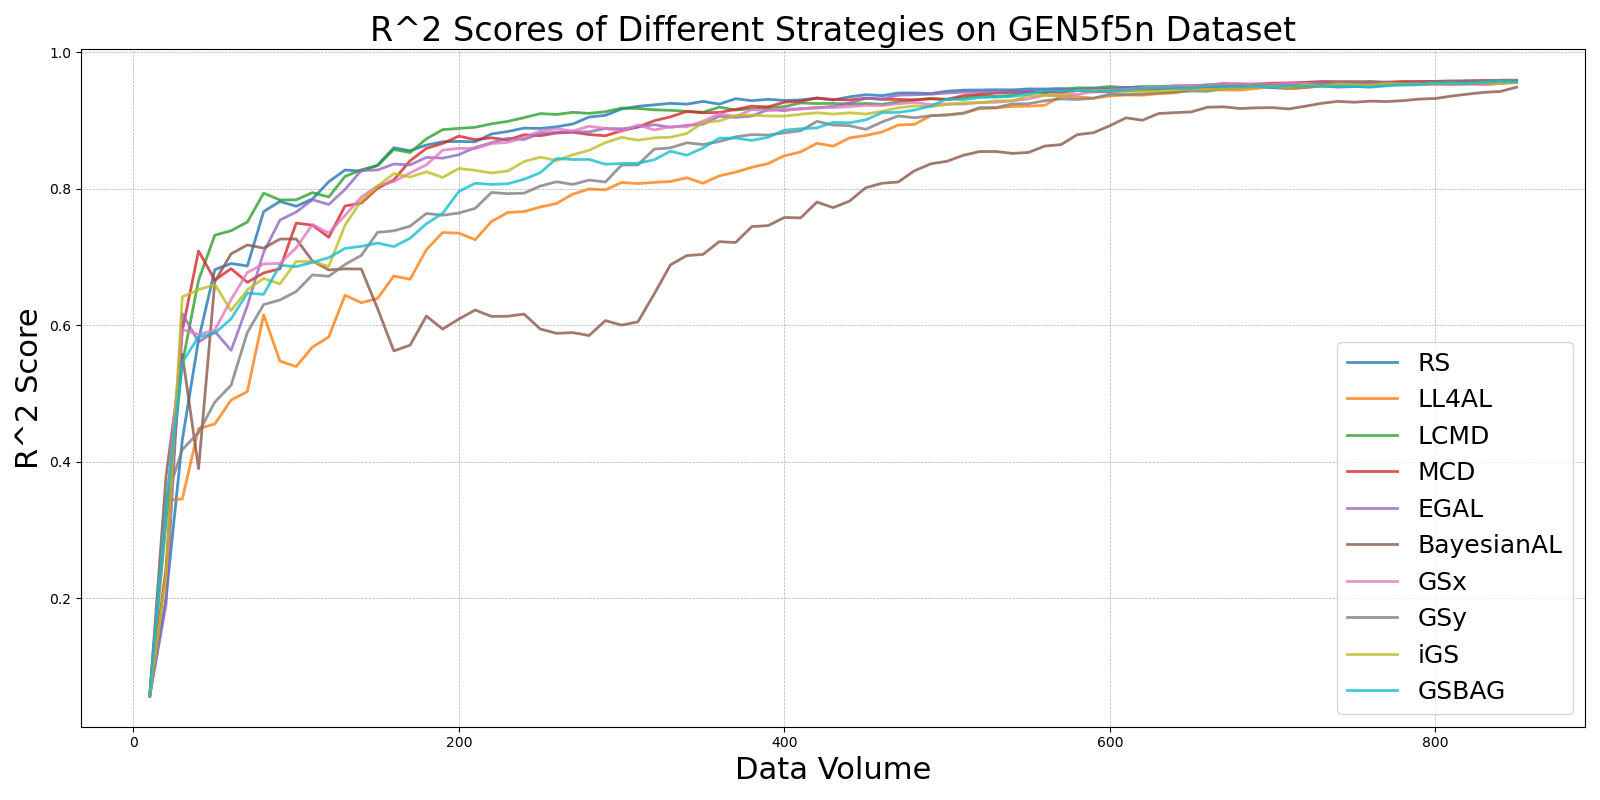 R^2 Scores of Different Strategies on GEN5f5n Dataset
R^2 Score
1.0
0.8
0.6
0.4
0.2
0
200
400
600
800
Data Volume
RS
LL4AL
LCMD
MCD
EGAL
BayesianAL
GSx
GSy
iGS
GSBAG